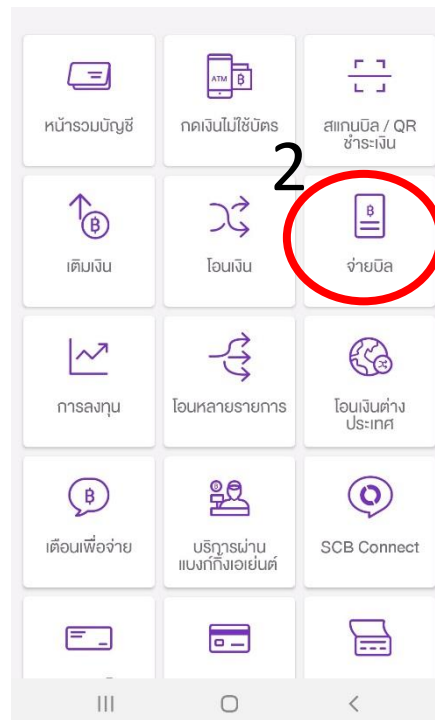 ATM
฿
หน้ารวมบัญชี
กดเงินไม่ใช้บัตร
สแกนบิล / QR
ชำระเงิน
2
฿
฿
เติมเงิน
โอนเงิน
จ่ายบิล
การลงทุน
โอนหลายรายการ
โอนเงินต่าง
ประเทศ
฿
เตือนเพื่อจ่าย
บริการผ่าน
แบงก์กิ้งเอเย่นต์
SCB Connect